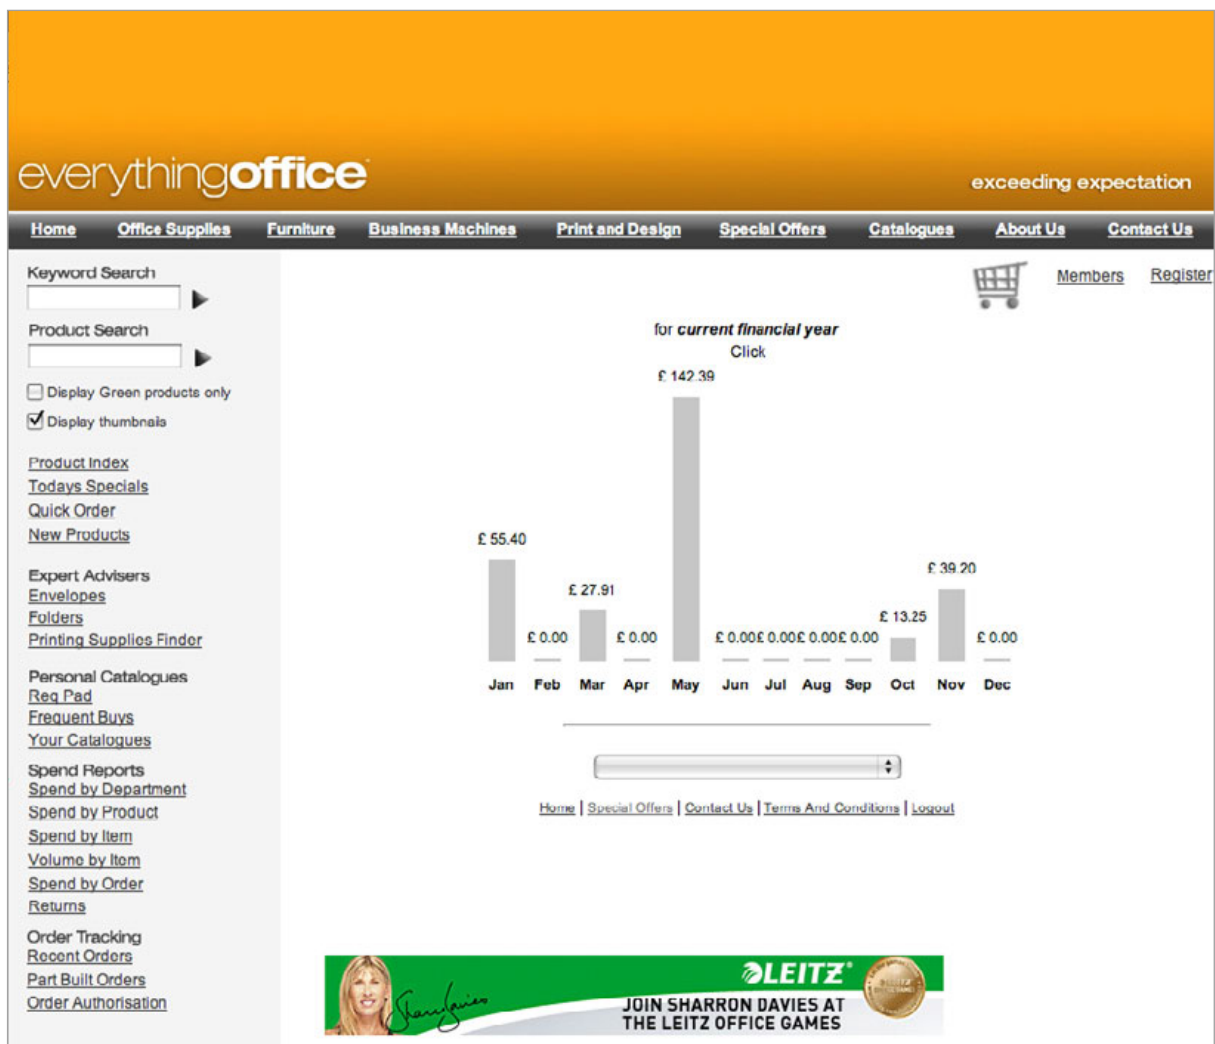 everythingoffice
exceeding expectation
Home Office Supplies Furniture Business Machines Print and Design Special Offers Catalogues About Us Contact Us
Members Register
Keyword Search
Product Search
Display Green products only
Display thumbnails
Product Index
Todays Specials
Quick Order
New Products
Expert Advisers
Envelopes
Folders
Printing Supplies Finder
Personal Catalogues
Req Pad
Frequent Buys
Your Catalogues
Spend Reports
Spend by Department
Spend by Product
Spend by Item
Volume by Item
Spend by Order
Returns
Order Tracking
Recent Orders
Part Built Orders
Order Authorisation
for current financial year
Click
£ 142.39
£ 55.40
£ 39.20
£ 27.91
£ 13.25
£ 0.00 £ 0.00 £ 0.00 £ 0.00 £ 0.00 £ 0.00 £ 0.00
Jan Feb Mar Apr May Jun Jul Aug Sep Oct Nov Dec
Home | Special Offers | Contact Us | Terms And Conditions | Logout
Sharron Davies
LEITZ
JOIN SHARRON DAVIES AT
THE LEITZ OFFICE GAMES